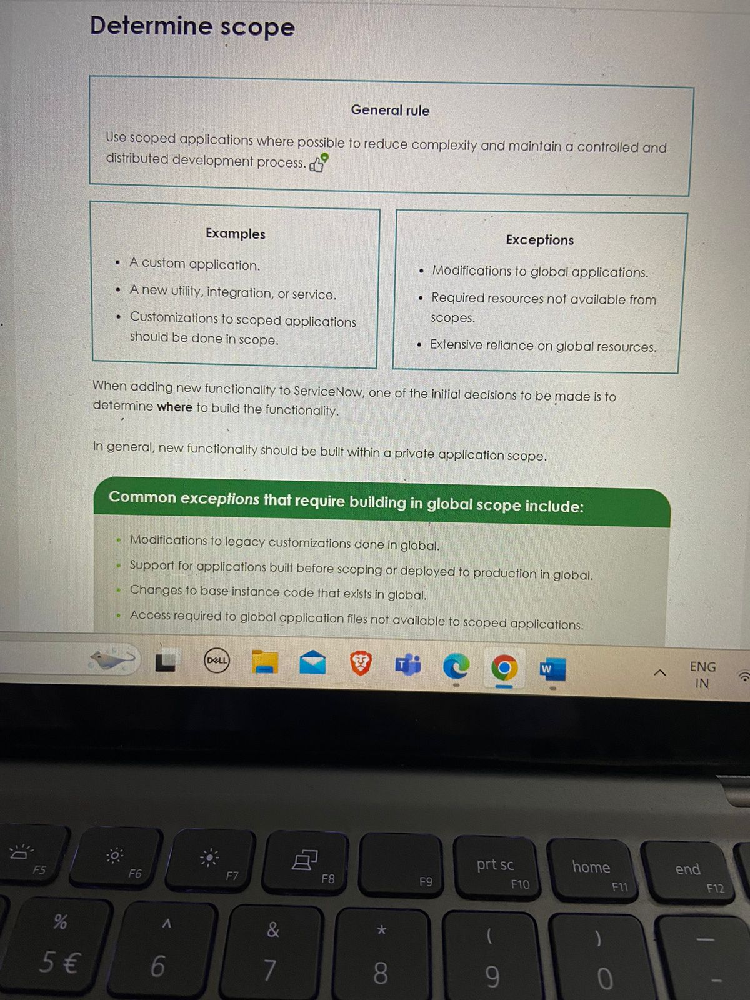 Determine scope
General rule
Use scoped applications where possible to reduce complexity and maintain a controlled and
distributed development process.
Examples
• A custom application.
• A new utility, integration, or service.
• Customizations to scoped applications
should be done in scope.
Exceptions
• Modifications to global applications.
• Required resources not available from
scopes.
• Extensive reliance on global resources.
When adding new functionality to ServiceNow, one of the initial decisions to be made is to
determine where to build the functionality.
In general, new functionality should be built within a private application scope.
Common exceptions that require building in global scope include:
• Modifications to legacy customizations done in global.
• Support for applications built before scoping or deployed to production in global.
• Changes to base instance code that exists in global.
• Access required to global application files not available to scoped applications.
DELL
T
W
ENG
IN
F5
F6
F7
F8
F9
prt sc
F10
home
F11
end
F12
%
5 €
^
6
&
7
*
8
(
9
)
0
_
-